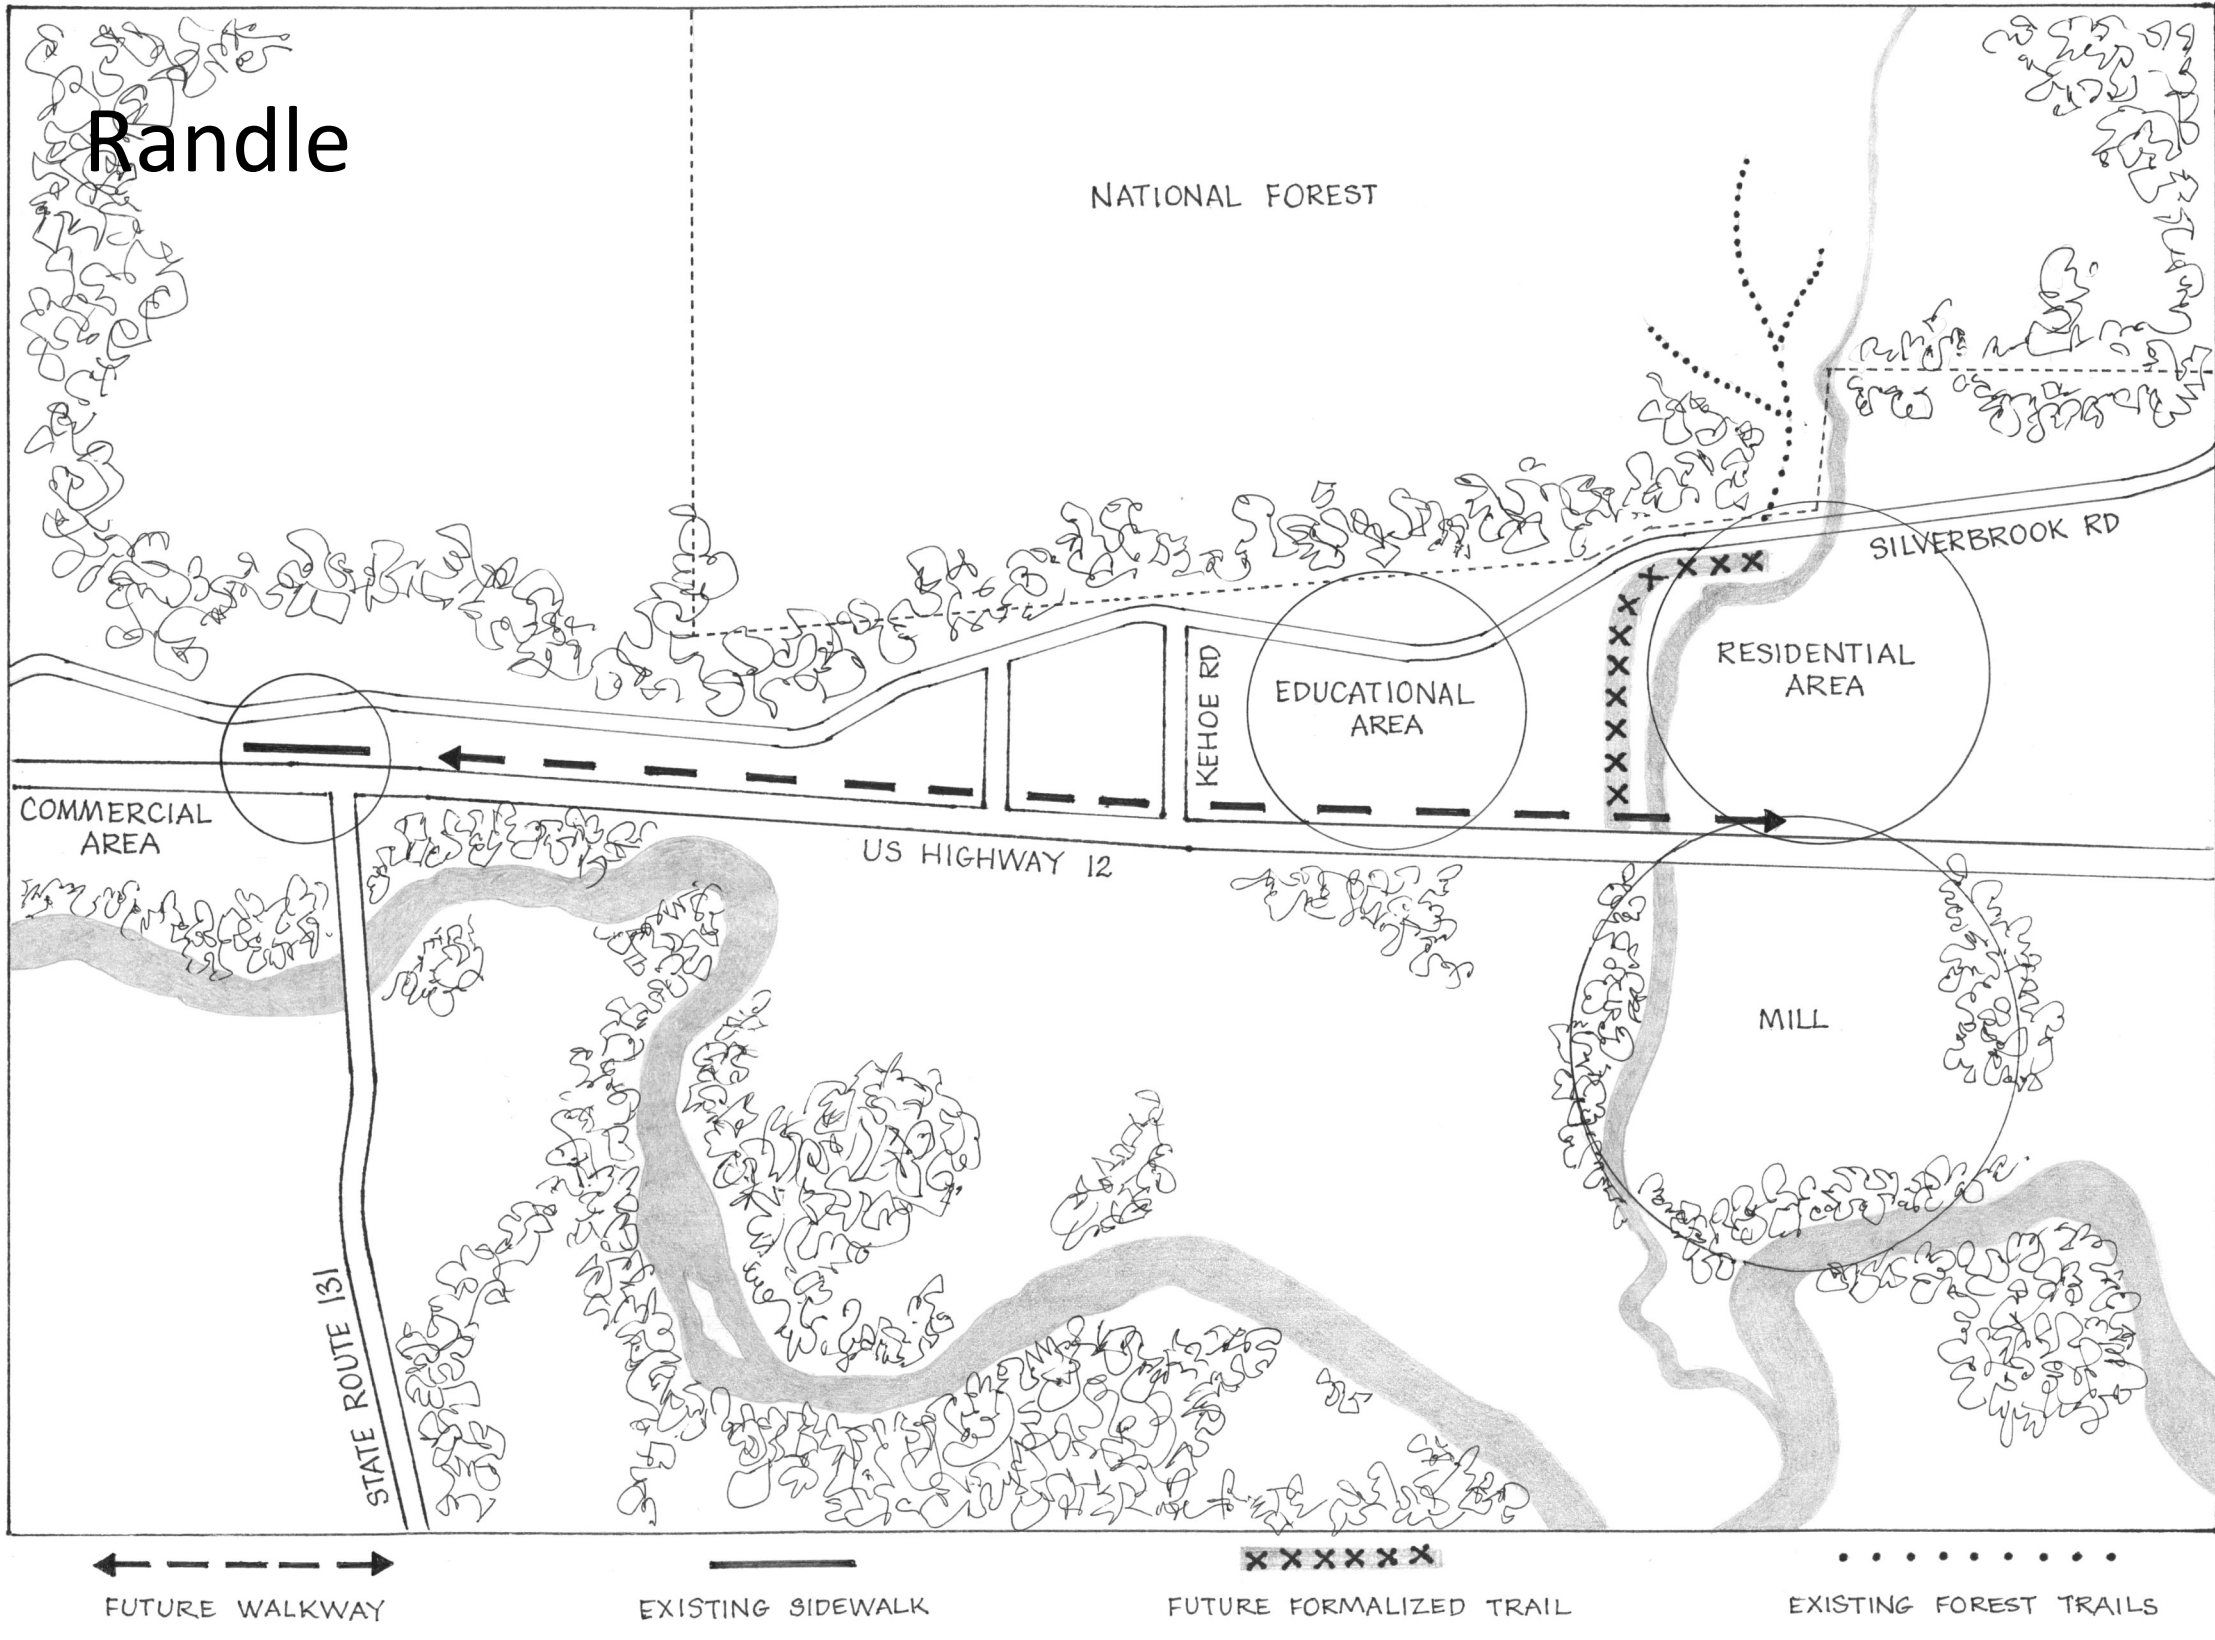 Randle
NATIONAL FOREST
SILVERBROOK RD
RESIDENTIAL
AREA
EDUCATIONAL
AREA
KEHOE RD
COMMERCIAL
AREA
US HIGHWAY 12
MILL
STATE ROUTE 131
FUTURE WALKWAY
EXISTING SIDEWALK
FUTURE FORMALIZED TRAIL
EXISTING FOREST TRAILS